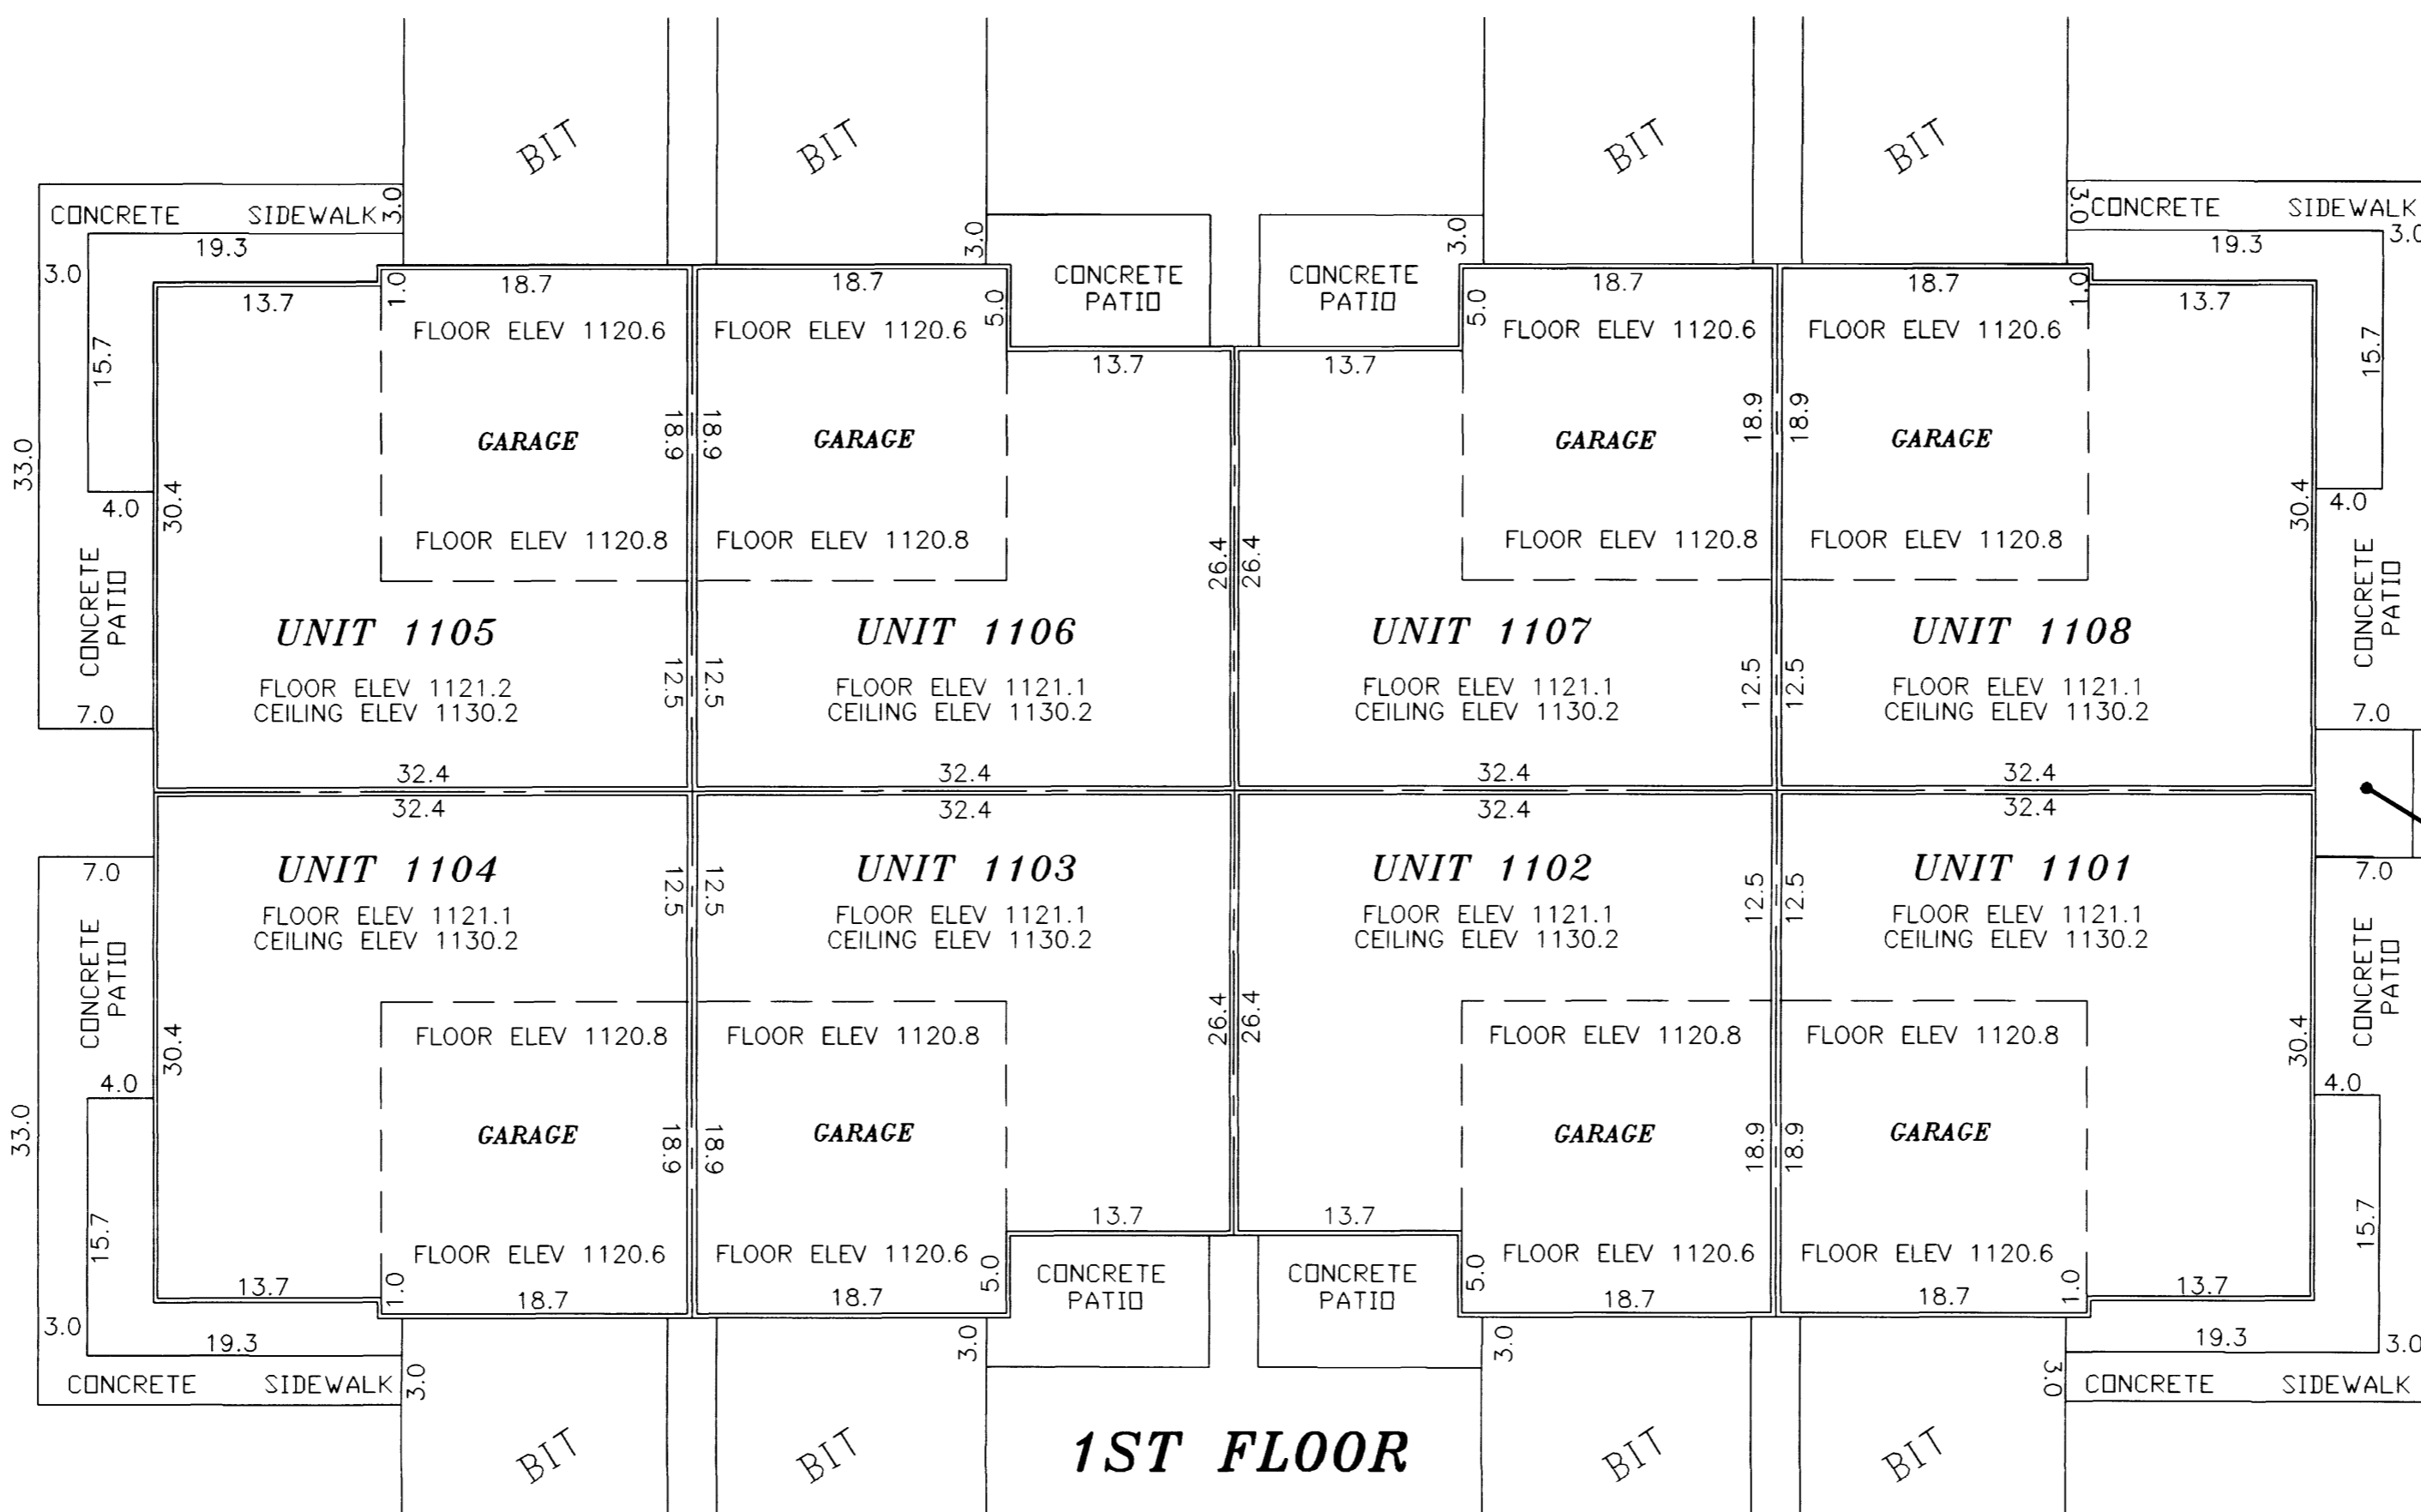 BIT
BIT
BIT
BIT
CONCRETE SIDEWALK
3.0
3.0
CONCRETE SIDEWALK
19.3
3.0
3.0
19.3
3.0
3.0
CONCRETE
PATIO
CONCRETE
PATIO
13.7
1.0
18.7
18.7
5.0
5.0
18.7
18.7
1.0
13.7
FLOOR ELEV 1120.6
FLOOR ELEV 1120.6
FLOOR ELEV 1120.6
FLOOR ELEV 1120.6
15.7
13.7
13.7
15.7
33.0
18.9
18.9
18.9
18.9
GARAGE
GARAGE
GARAGE
GARAGE
4.0
30.4
30.4
4.0
FLOOR ELEV 1120.8
FLOOR ELEV 1120.8
FLOOR ELEV 1120.8
FLOOR ELEV 1120.8
26.4
26.4
CONCRETE
PATIO
CONCRETE
PATIO
UNIT 1105
UNIT 1106
UNIT 1107
UNIT 1108
12.5
12.5
12.5
12.5
FLOOR ELEV 1121.2
CEILING ELEV 1130.2
FLOOR ELEV 1121.1
CEILING ELEV 1130.2
FLOOR ELEV 1121.1
CEILING ELEV 1130.2
FLOOR ELEV 1121.1
CEILING ELEV 1130.2
7.0
7.0
32.4
32.4
32.4
32.4
32.4
32.4
32.4
32.4
7.0
7.0
UNIT 1104
UNIT 1103
UNIT 1102
UNIT 1101
12.5
12.5
12.5
12.5
FLOOR ELEV 1121.1
CEILING ELEV 1130.2
FLOOR ELEV 1121.1
CEILING ELEV 1130.2
FLOOR ELEV 1121.1
CEILING ELEV 1130.2
FLOOR ELEV 1121.1
CEILING ELEV 1130.2
CONCRETE
PATIO
CONCRETE
PATIO
30.4
26.4
26.4
30.4
FLOOR ELEV 1120.8
FLOOR ELEV 1120.8
FLOOR ELEV 1120.8
FLOOR ELEV 1120.8
4.0
4.0
33.0
18.9
18.9
18.9
18.9
GARAGE
GARAGE
GARAGE
GARAGE
15.7
13.7
13.7
15.7
FLOOR ELEV 1120.6
FLOOR ELEV 1120.6
FLOOR ELEV 1120.6
FLOOR ELEV 1120.6
13.7
1.0
18.7
18.7
5.0
CONCRETE
PATIO
CONCRETE
PATIO
5.0
18.7
18.7
1.0
13.7
3.0
19.3
3.0
3.0
19.3
3.0
CONCRETE SIDEWALK
3.0
3.0
CONCRETE SIDEWALK
BIT
BIT
1ST FLOOR
BIT
BIT